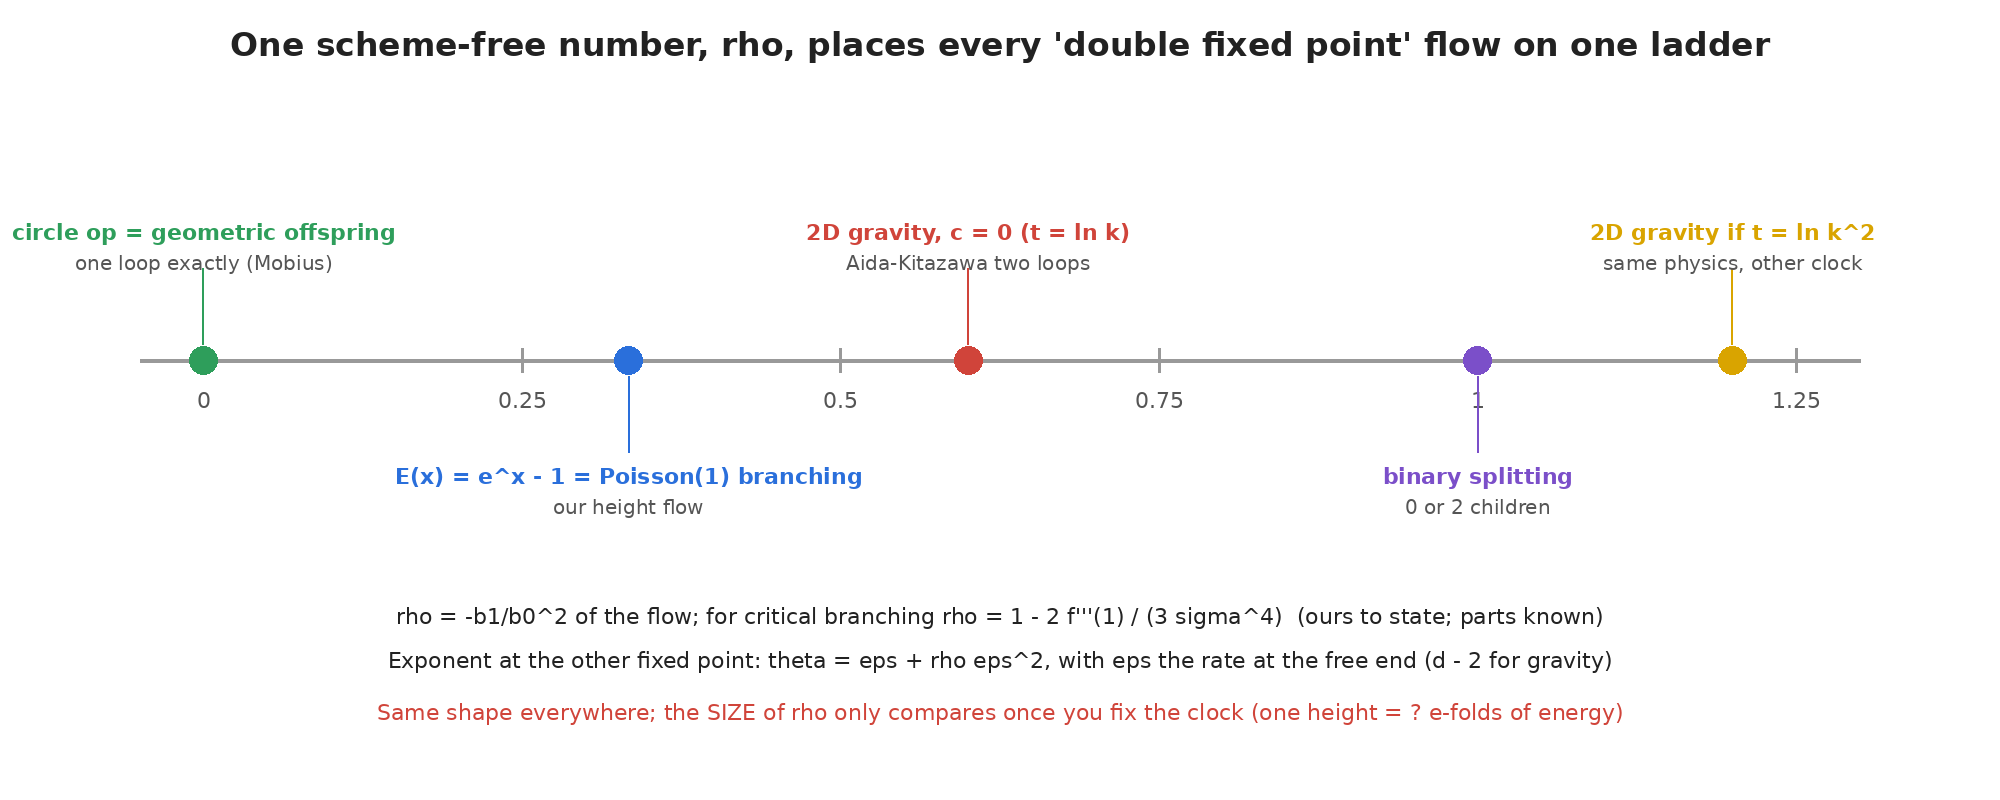 One scheme-free number, rho, places every 'double fixed point' flow on one ladder
circle op = geometric offspring
one loop exactly (Mobius)
2D gravity, c = 0 (t = ln k)
Aida-Kitazawa two loops
2D gravity if t = ln k^2
same physics, other clock
0
0.25
0.5
0.75
1
1.25
E(x) = e^x - 1 = Poisson(1) branching
our height flow
binary splitting
0 or 2 children
rho = -b1/b0^2 of the flow; for critical branching rho = 1 - 2 f'''(1) / (3 sigma^4)  (ours to state; parts known)
Exponent at the other fixed point: theta = eps + rho eps^2, with eps the rate at the free end (d - 2 for gravity)
Same shape everywhere; the SIZE of rho only compares once you fix the clock (one height = ? e-folds of energy)